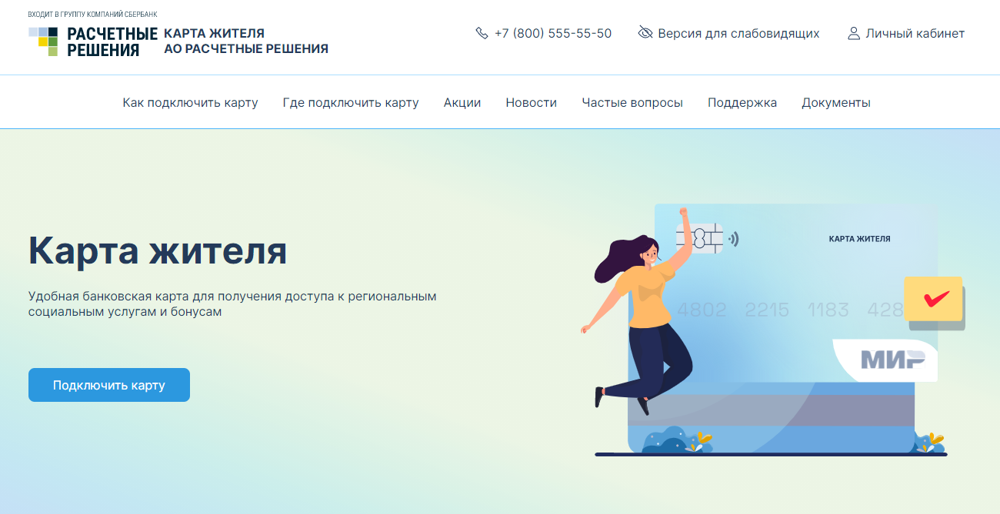 ВХОДИТ В ГРУППУ КОМПАНИЙ СБЕРБАНК
РАСЧЕТНЫЕ
РЕШЕНИЯ
КАРТА ЖИТЕЛЯ
АО РАСЧЕТНЫЕ РЕШЕНИЯ
+7 (800) 555-55-50
Версия для слабовидящих
Личный кабинет
Как подключить карту
Где подключить карту
Акции
Новости
Частые вопросы
Поддержка
Документы
Карта жителя
Удобная банковская карта для получения доступа к региональным
социальным услугам и бонусам
Подключить карту
КАРТА ЖИТЕЛЯ
4802 2215 1183 428
МИР